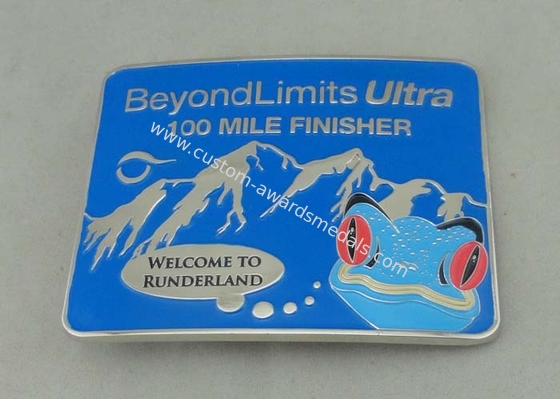 BeyondLimits Ultra
100 MILE FINISHER
WELCOME TO
RUNDERLAND
www.custom-awardsmedals.com